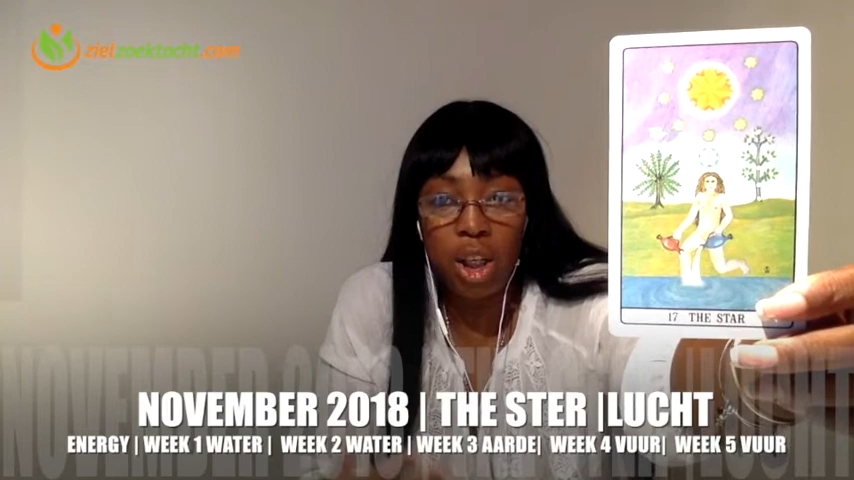 zielzoektocht.com
17 THE STAR
NOVEMBER 2018 | THE STER |LUCHT
ENERGY | WEEK 1 WATER | WEEK 2 WATER | WEEK 3 AARDE| WEEK 4 VUUR| WEEK 5 VUUR